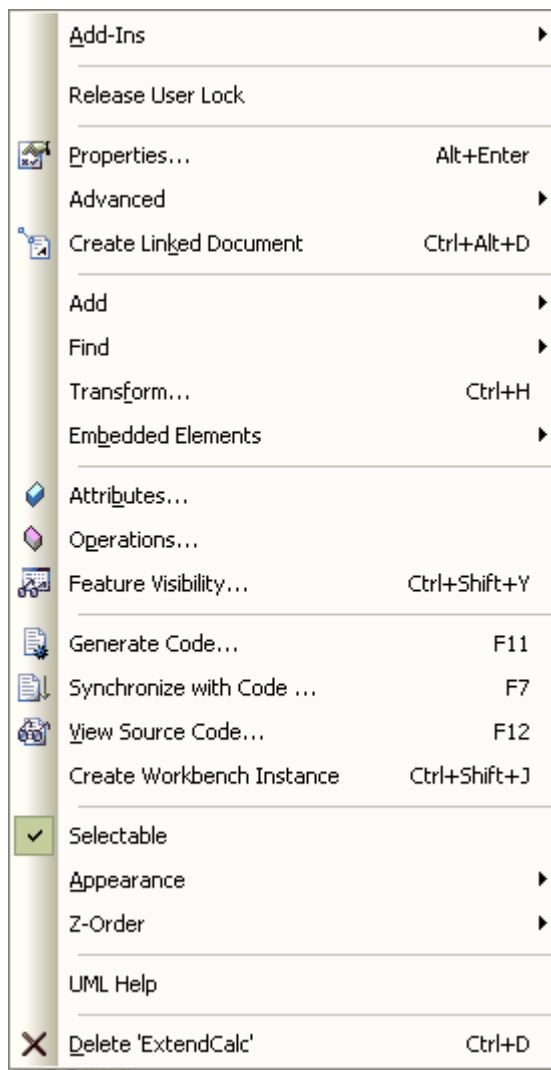 Add-Ins
Release User Lock
Properties... Alt+Enter
Advanced
Create Linked Document Ctrl+Alt+D
Add
Find
Transform... Ctrl+H
Embedded Elements
Attributes...
Operations...
Feature Visibility... Ctrl+Shift+Y
Generate Code... F11
Synchronize with Code ... F7
View Source Code... F12
Create Workbench Instance Ctrl+Shift+J
Selectable
Appearance
Z-Order
UML Help
Delete 'ExtendCalc' Ctrl+D